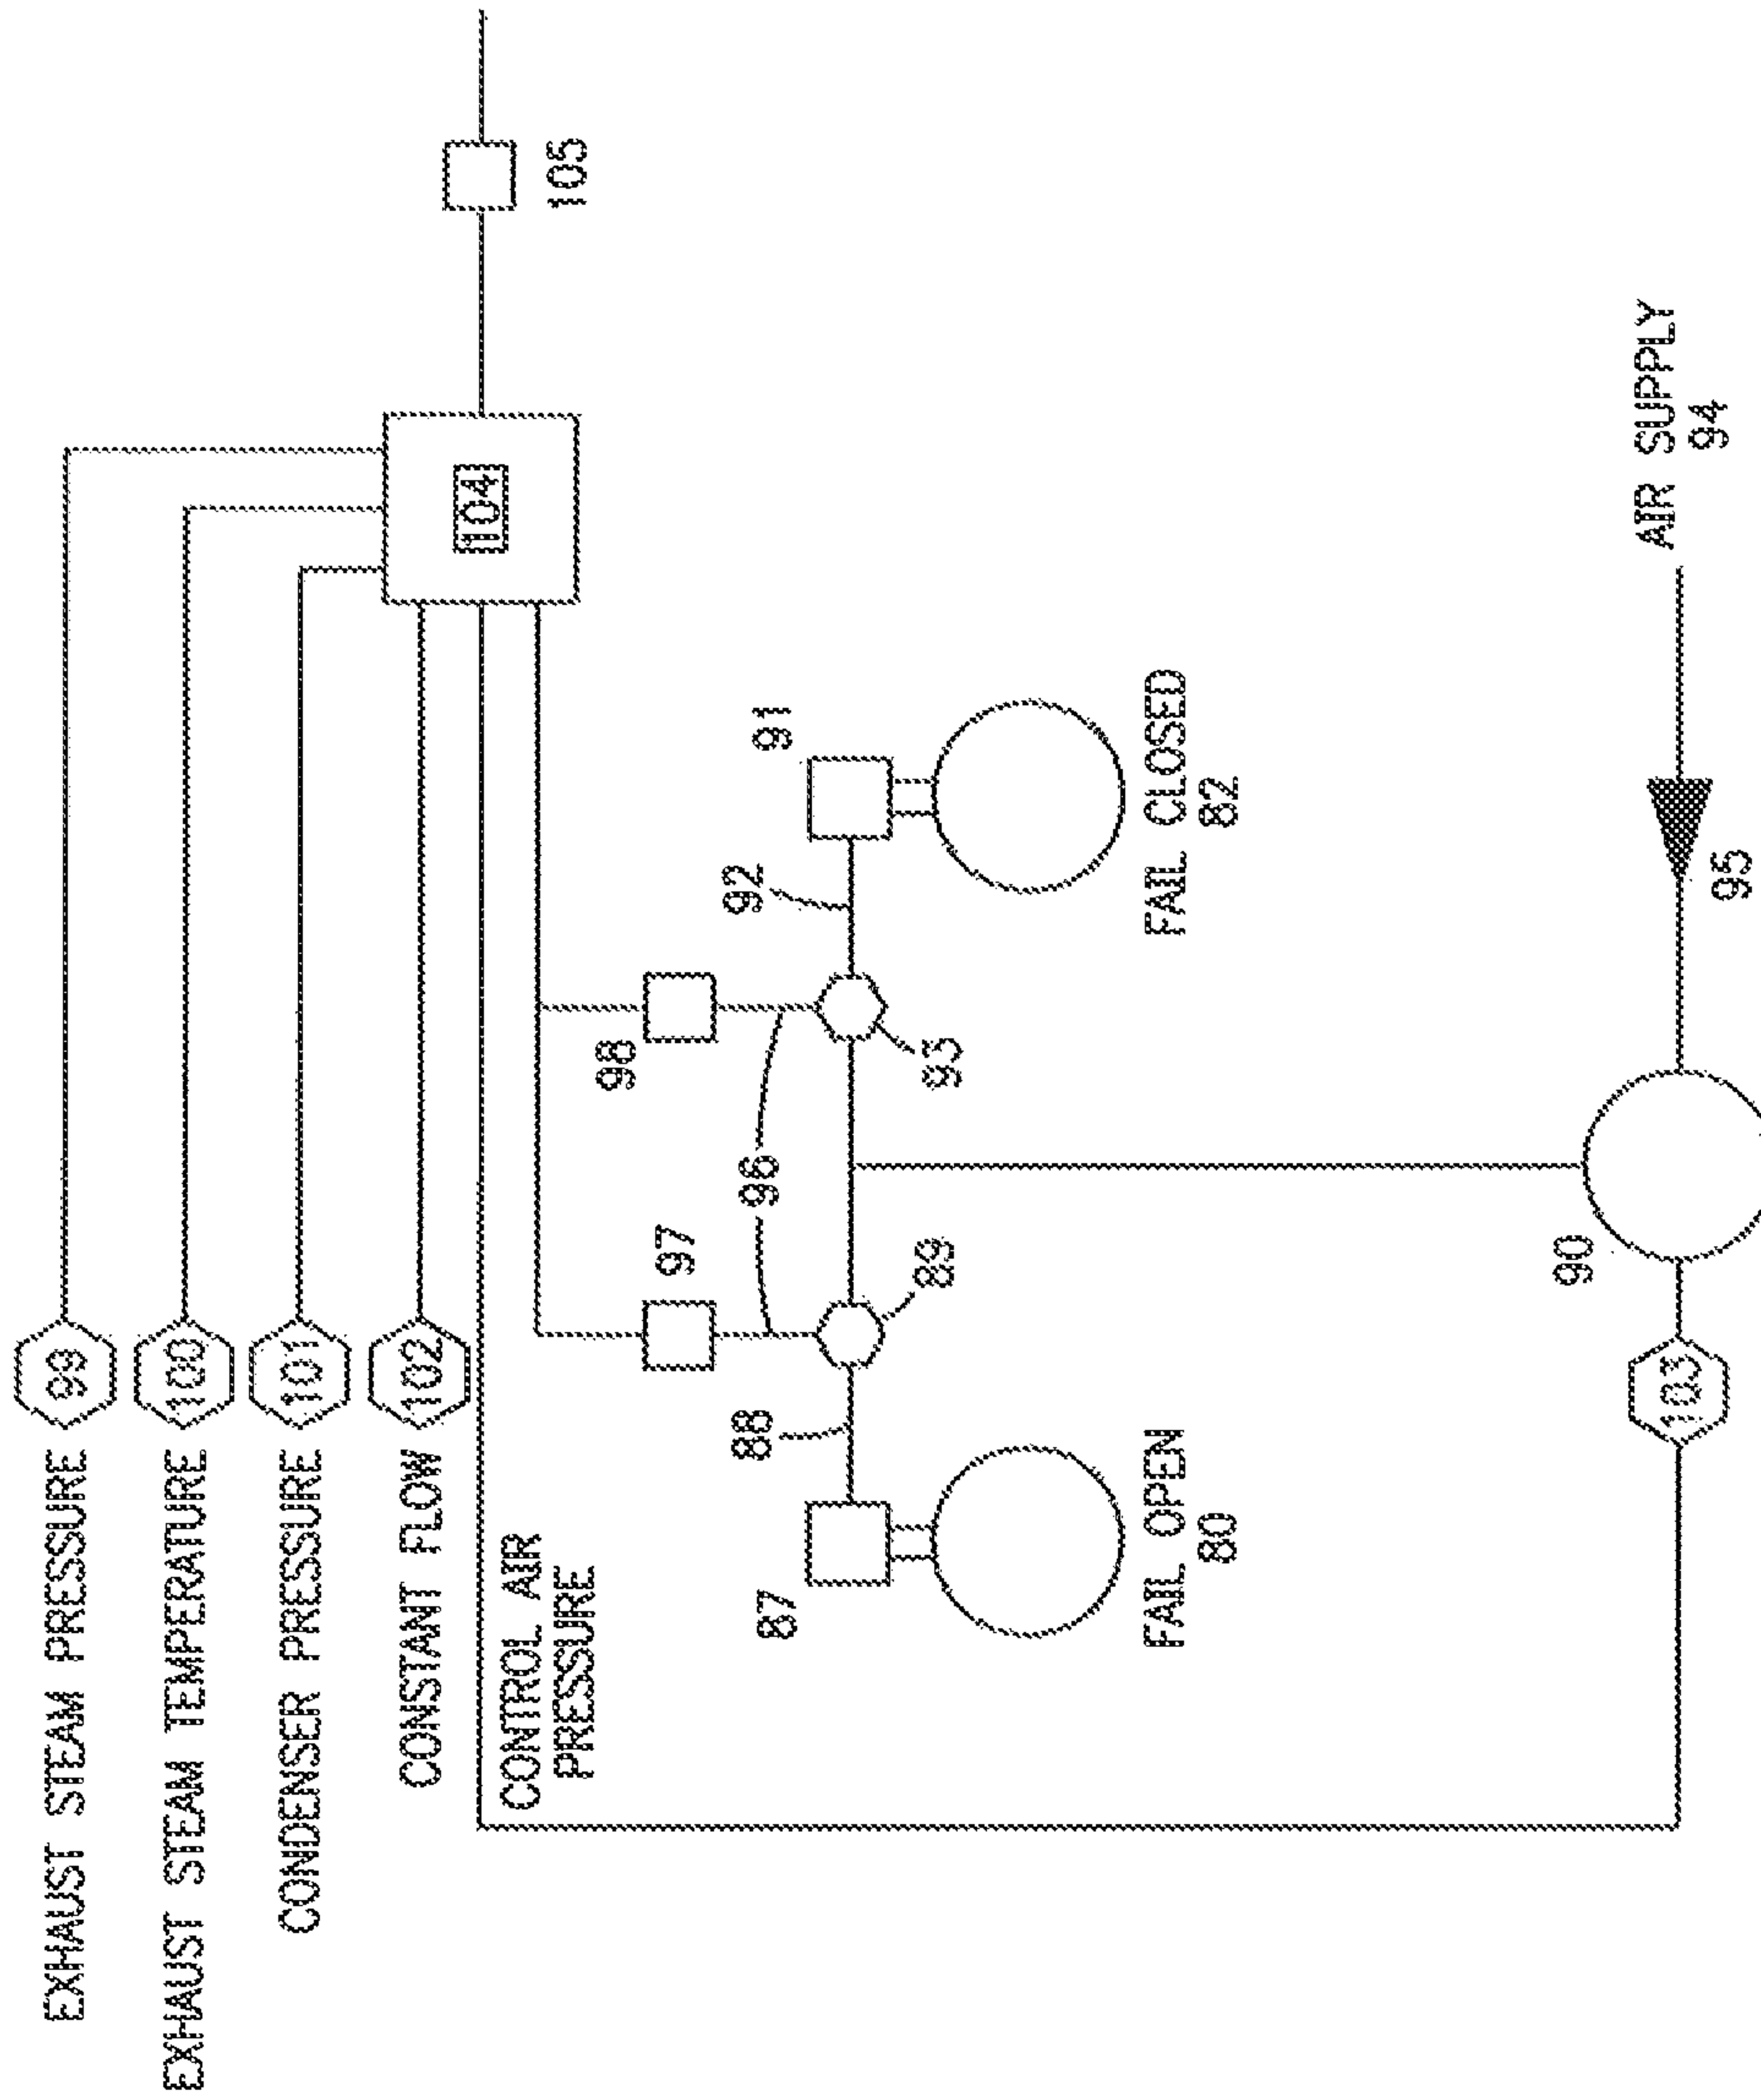 EXHAUST STEAM PRESSURE 99
EXHAUST STEAM TEMPERATURE 100
CONDENSER PRESSURE 101
CONSTANT FLOW 102
CONTROL AIR
PRESSURE
104
105
97
98
96
87
88
89
93
92
91
FAIL OPEN
80
FAIL CLOSED
82
103
90
95
AIR SUPPLY
94